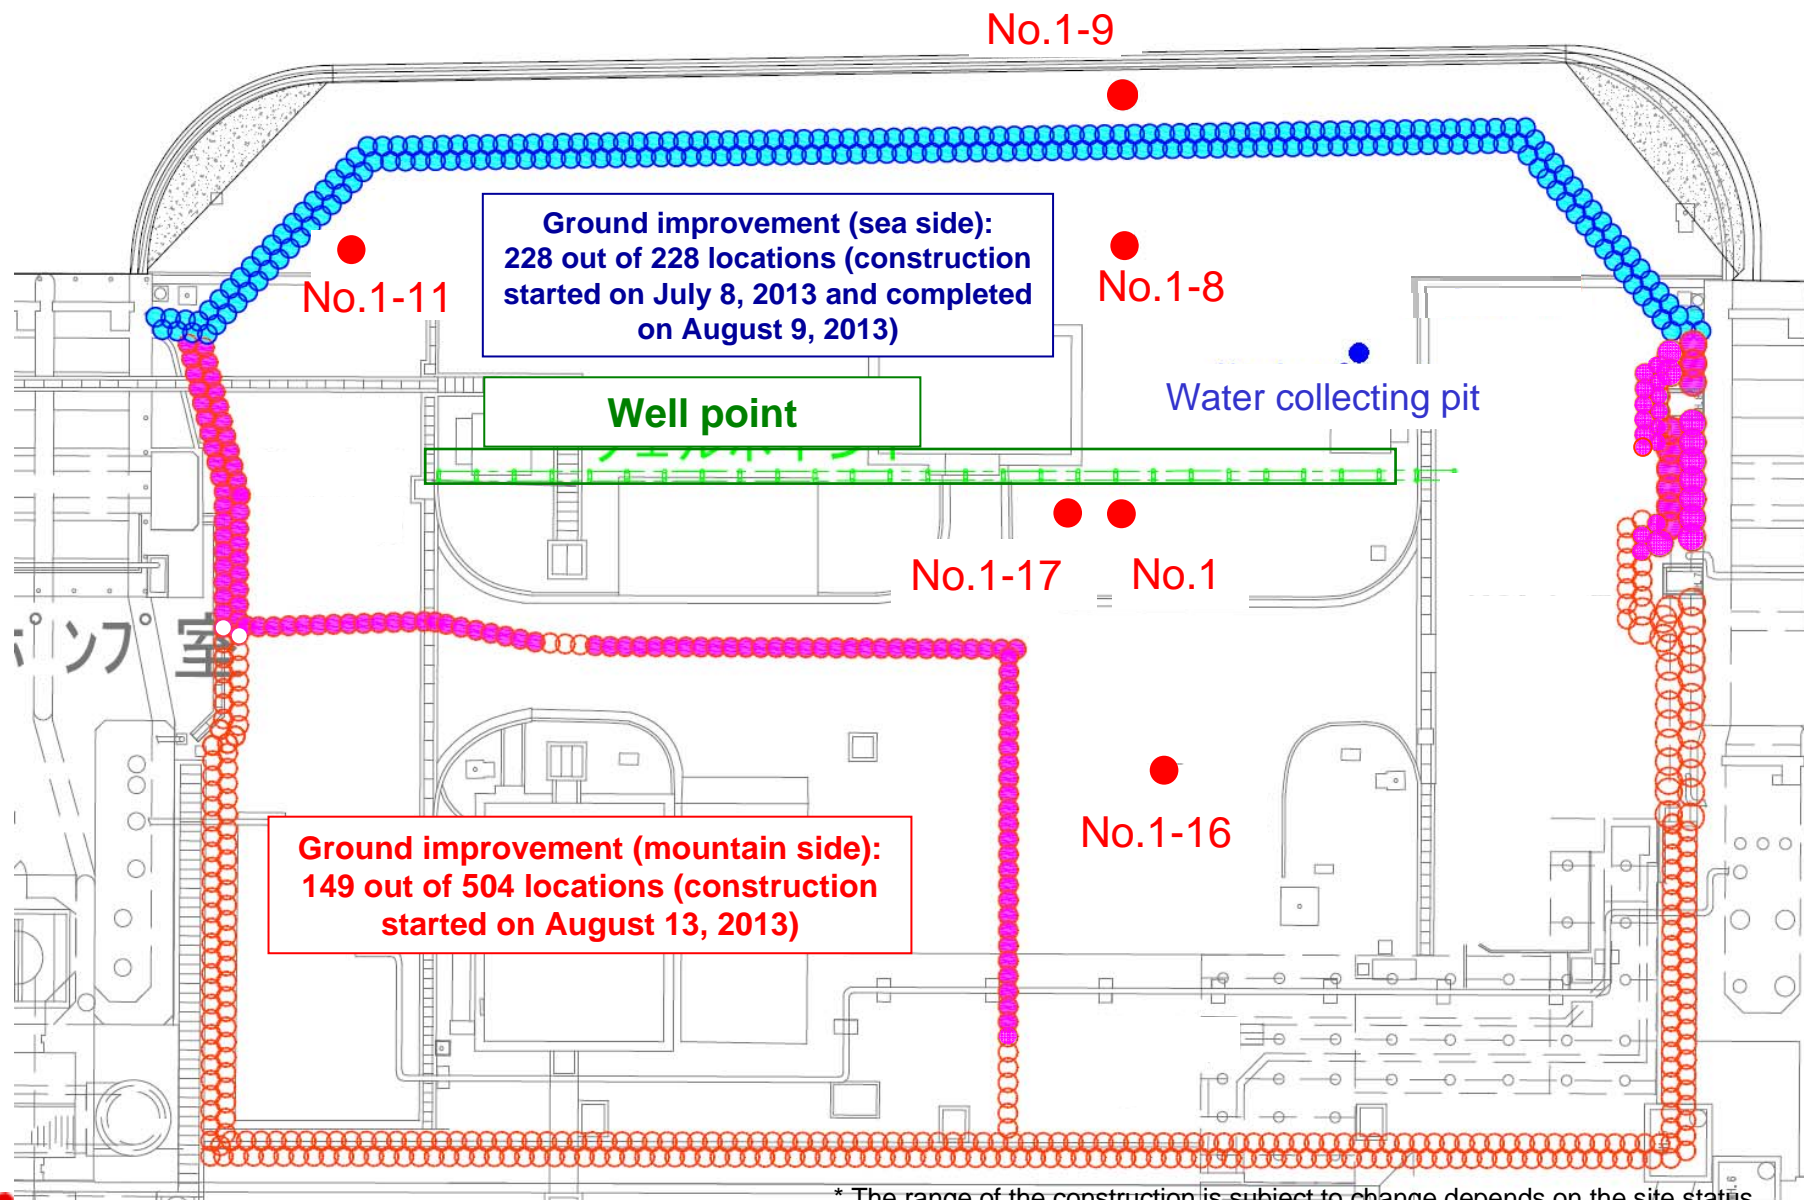 No.1-9
Ground improvement (sea side):
228 out of 228 locations (construction
started on July 8, 2013 and completed
on August 9, 2013)
No.1-11
No.1-8
Water collecting pit
Well point
No.1-17
No.1
ポンプ室
No.1-16
Ground improvement (mountain side):
149 out of 504 locations (construction
started on August 13, 2013)
* The range of the construction is subject to change depends on the site status